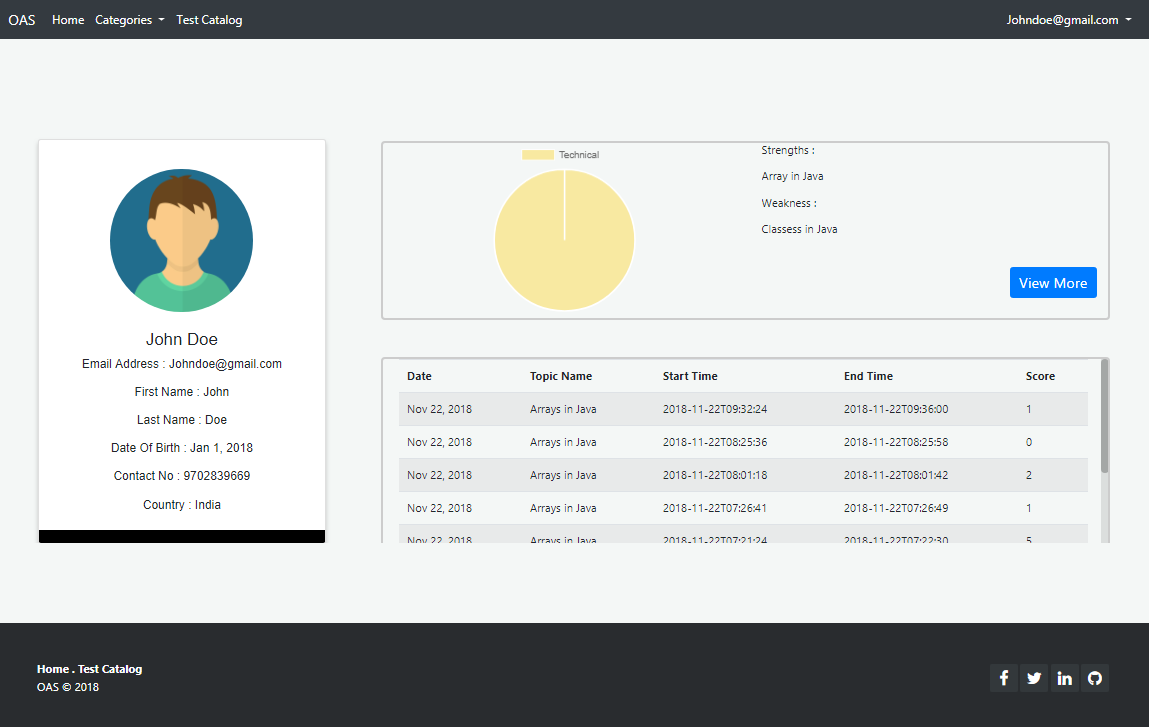 OAS Home Categories Test Catalog Johndoe@gmail.com
John Doe
Email Address : Johndoe@gmail.com
First Name : John
Last Name : Doe
Date Of Birth : Jan 1, 2018
Contact No : 9702839669
Country : India
Technical
Strengths :
Array in Java
Weakness :
Classess in Java
View More
Date Topic Name Start Time End Time Score
Nov 22, 2018 Arrays in Java 2018-11-22T09:32:24 2018-11-22T09:36:00 1
Nov 22, 2018 Arrays in Java 2018-11-22T08:25:36 2018-11-22T08:25:58 0
Nov 22, 2018 Arrays in Java 2018-11-22T08:01:18 2018-11-22T08:01:42 2
Nov 22, 2018 Arrays in Java 2018-11-22T07:26:41 2018-11-22T07:26:49 1
Nov 22, 2018 Arrays in Java 2018-11-22T07:21:24 2018-11-22T07:22:30 5
Home . Test Catalog
OAS © 2018